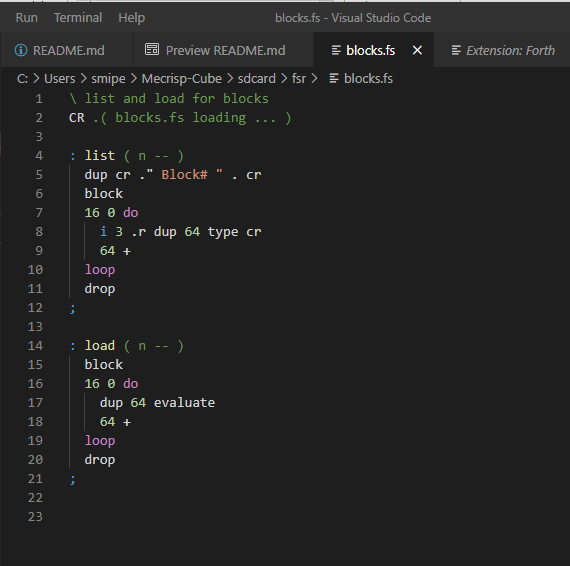 Run Terminal Help blocks.fs - Visual Studio Code
README.md Preview README.md blocks.fs Extension: Forth
C: > Users > smipe > Mecrisp-Cube > sdcard > fsr > blocks.fs
1 \ list and load for blocks
2 CR .( blocks.fs loading ... )
3
4 : list ( n -- )
5 dup cr ." Block# " . cr
6 block
7 16 0 do
8 i 3 .r dup 64 type cr
9 64 +
10 loop
11 drop
12 ;
13
14 : load ( n -- )
15 block
16 16 0 do
17 dup 64 evaluate
18 64 +
19 loop
20 drop
21 ;
22
23